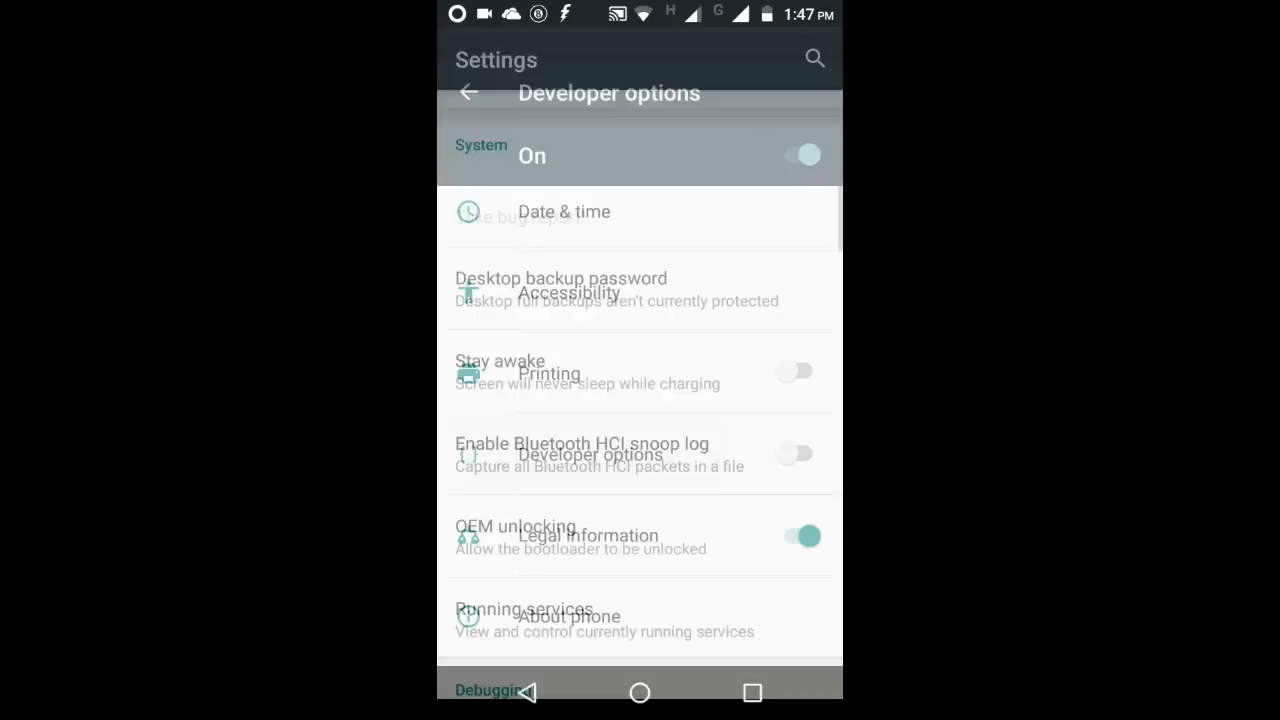 H G 1:47 PM
Settings
Developer options
System
On
Date & time
Take bug report
Desktop backup password
Accessibility
Desktop full backups aren't currently protected
Stay awake
Printing
Screen will never sleep while charging
Enable Bluetooth HCI snoop log
Developer options
Capture all Bluetooth HCI packets in a file
OEM unlocking
Legal information
Allow the bootloader to be unlocked
Running services
About phone
View and control currently running services
Debugging